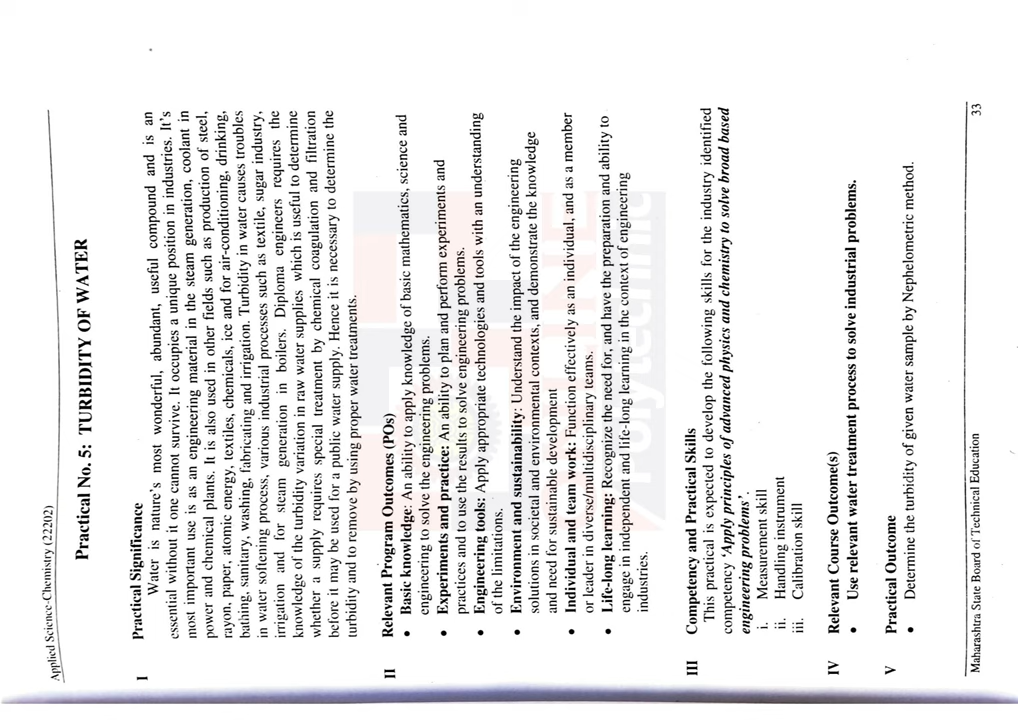 Applied Science-Chemistry (22202)
Practical No. 5: TURBIDITY OF WATER
I Practical Significance
Water is nature's most wonderful, abundant, useful compound and is an
essential without it one cannot survive. It occupies a unique position in industries. It's
most important use is as an engineering material in the steam generation, coolant in
power and chemical plants. It is also used in other fields such as production of steel,
rayon, paper, atomic energy, textiles, chemicals, ice and for air-conditioning, drinking,
bathing, sanitary, washing, fabricating and irrigation. Turbidity in water causes troubles
in water softening process, various industrial processes such as textile, sugar industry,
irrigation and for steam generation in boilers. Diploma engineers requires the
knowledge of the turbidity variation in raw water supplies which is useful to determine
whether a supply requires special treatment by chemical coagulation and filtration
before it may be used for a public water supply. Hence it is necessary to determine the
turbidity and to remove by using proper water treatments.
II Relevant Program Outcomes (POs)
• Basic knowledge: An ability to apply knowledge of basic mathematics, science and
engineering to solve the engineering problems.
• Experiments and practice: An ability to plan and perform experiments and
practices and to use the results to solve engineering problems.
• Engineering tools: Apply appropriate technologies and tools with an understanding
of the limitations.
• Environment and sustainability: Understand the impact of the engineering
solutions in societal and environmental contexts, and demonstrate the knowledge
and need for sustainable development
• Individual and team work: Function effectively as an individual, and as a member
or leader in diverse/multidisciplinary teams.
• Life-long learning: Recognize the need for, and have the preparation and ability to
engage in independent and life-long learning in the context of engineering
industries.
III Competency and Practical Skills
This practical is expected to develop the following skills for the industry identified
competency 'Apply principles of advanced physics and chemistry to solve broad based
engineering problems'.
i. Measurement skill
ii. Handling instrument
iii. Calibration skill
IV Relevant Course Outcome(s)
• Use relevant water treatment process to solve industrial problems.
V Practical Outcome
• Determine the turbidity of given water sample by Nephelometric method.
Maharashtra State Board of Technical Education 33
Polytechnic